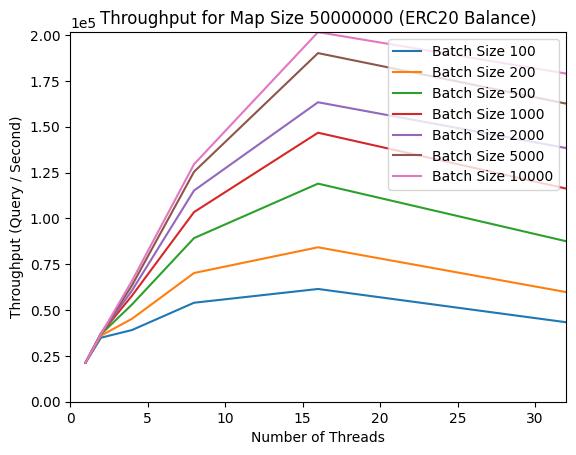 1e5
Throughput for Map Size 50000000 (ERC20 Balance)
2.00
1.75
1.50
1.25
1.00
0.75
0.50
0.25
0.00
Throughput (Query / Second)
Batch Size 100
Batch Size 200
Batch Size 500
Batch Size 1000
Batch Size 2000
Batch Size 5000
Batch Size 10000
0
5
10
15
20
25
30
Number of Threads